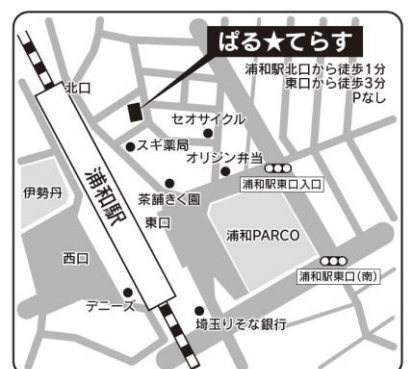 ぱる★てらす
浦和駅北口から徒歩1分
東口から徒歩3分
Pなし
北口
セオサイクル
スギ薬局
オリジン弁当
浦和駅東口入口
伊勢丹
浦和駅
茶舗きく園
東口
浦和PARCO
西口
浦和駅東口(南)
デニーズ
埼玉りそな銀行